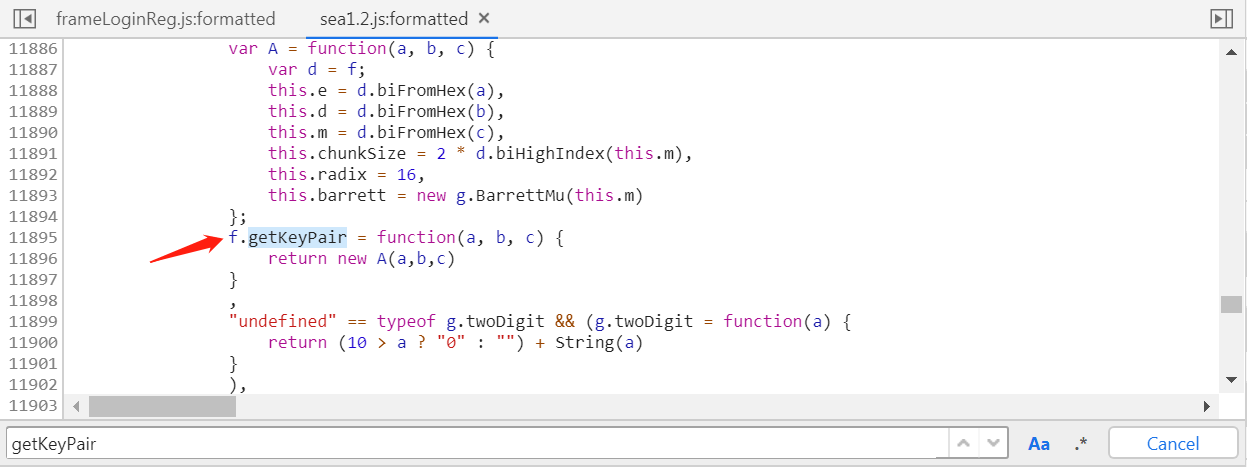 frameLoginReg.js:formatted sea1.2.js:formatted ×
11886 var A = function(a, b, c) {
11887 var d = f;
11888 this.e = d.biFromHex(a),
11889 this.d = d.biFromHex(b),
11890 this.m = d.biFromHex(c),
11891 this.chunkSize = 2 * d.biHighIndex(this.m),
11892 this.radix = 16,
11893 this.barrett = new g.BarrettMu(this.m)
11894 };
11895 f.getKeyPair = function(a, b, c) {
11896 return new A(a,b,c)
11897 }
11898 ,
11899 "undefined" == typeof g.twoDigit && (g.twoDigit = function(a) {
11900 return (10 > a ? "0" : "") + String(a)
11901 }
11902 ),
11903
getKeyPair Aa .* Cancel